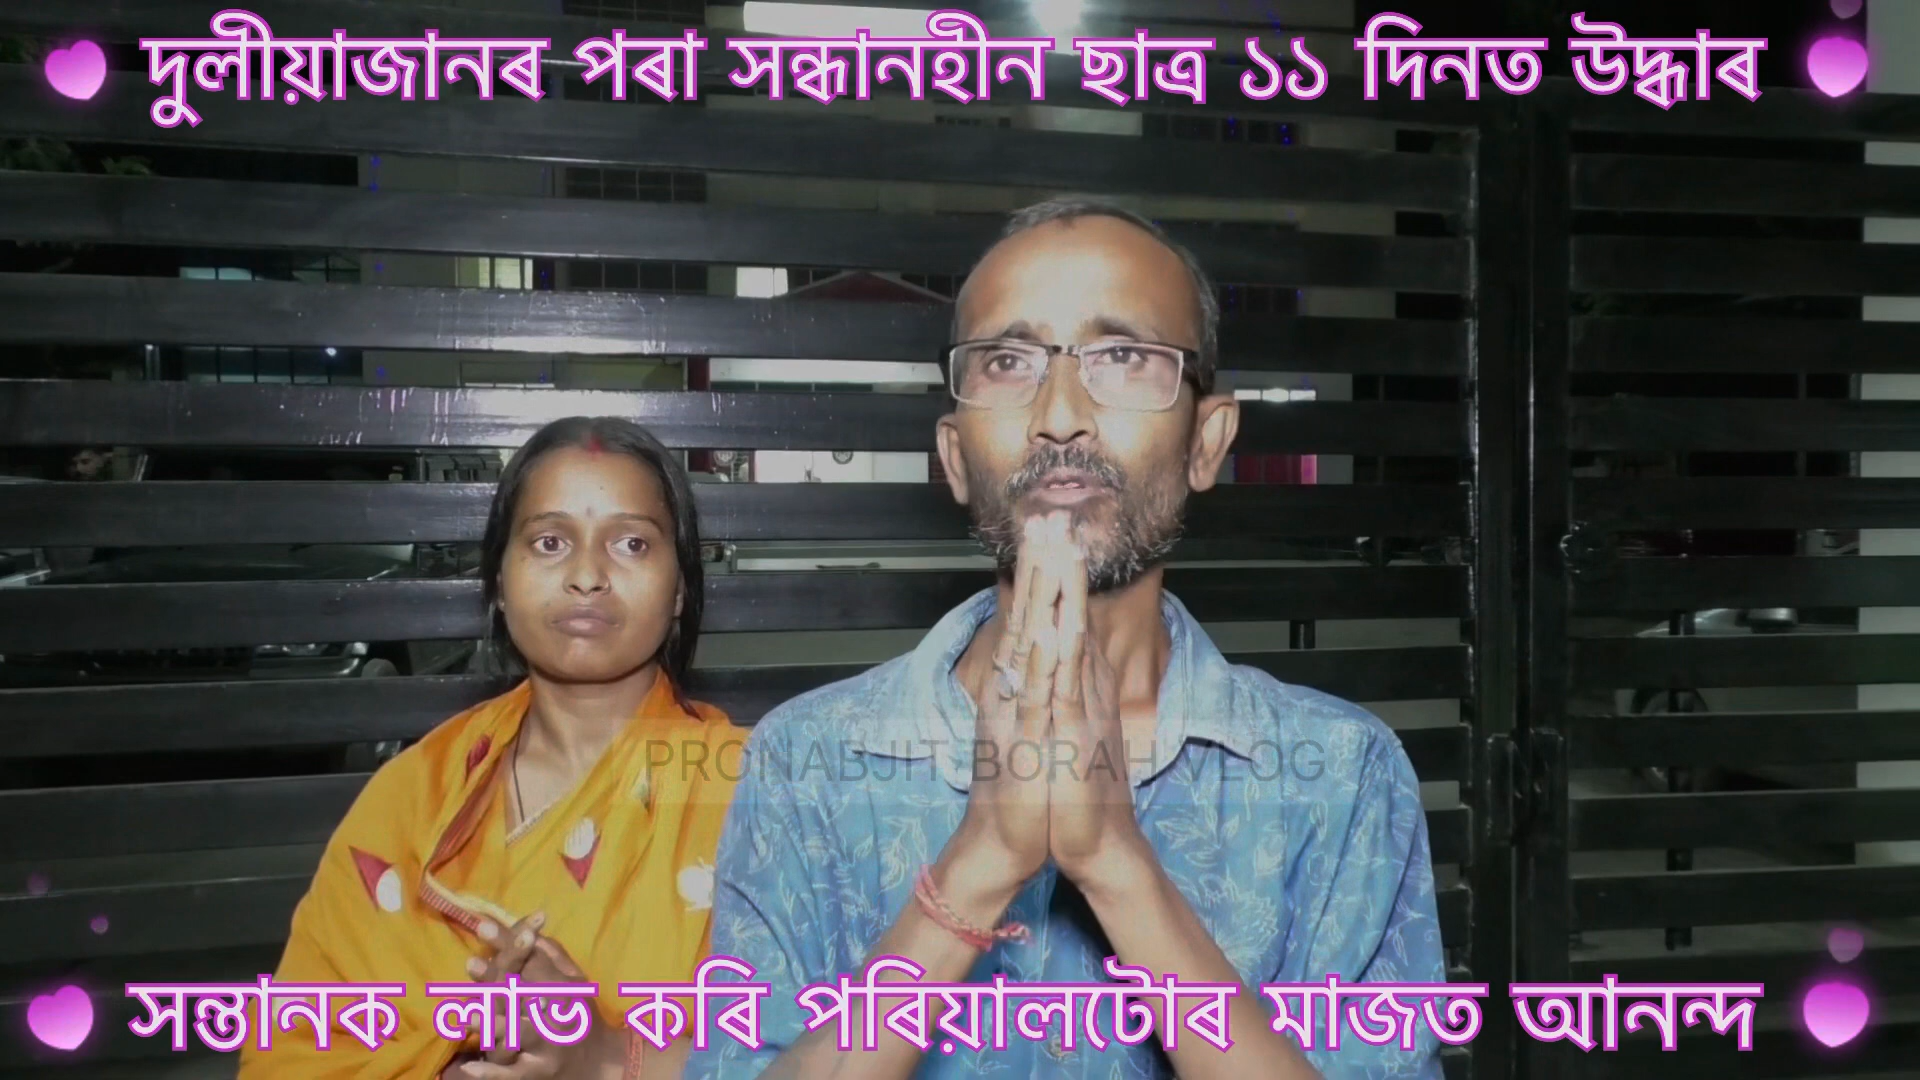 দুলীয়াজানৰ পৰা সন্ধানহীন ছাত্ৰ ১১ দিনত উদ্ধাৰ
PRONABJIT BORAH VLOG
সন্তানক লাভ কৰি পৰিয়ালটোৰ মাজত আনন্দ